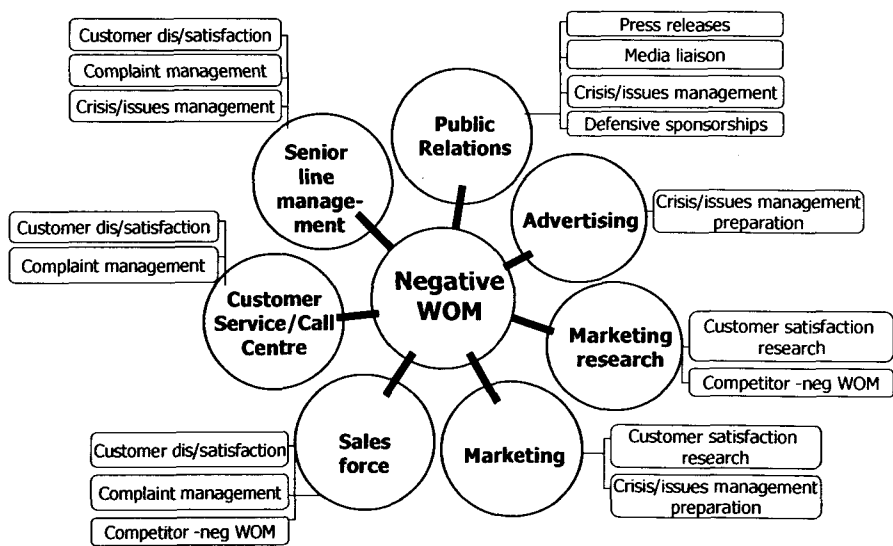 Customer dis/satisfaction
Complaint management
Crisis/issues management
Senior
line
manage-
ment
Press releases
Media liaison
Crisis/issues management
Defensive sponsorships
Public
Relations
Advertising
Crisis/issues management
preparation
Customer dis/satisfaction
Complaint management
Customer
Service/Call
Centre
Negative
WOM
Marketing
research
Customer satisfaction
research
Competitor -neg WOM
Customer dis/satisfaction
Complaint management
Competitor -neg WOM
Sales
force
Marketing
Customer satisfaction
research
Crisis/issues management
preparation